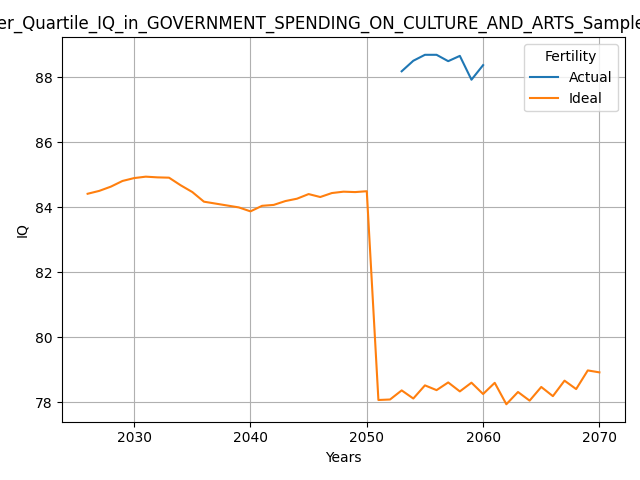 er_Quartile_IQ_in_GOVERNMENT_SPENDING_ON_CULTURE_AND_ARTS_Sample
Fertility
Actual
Ideal
88
86
84
82
80
78
IQ
2030 2040 2050 2060 2070
Years